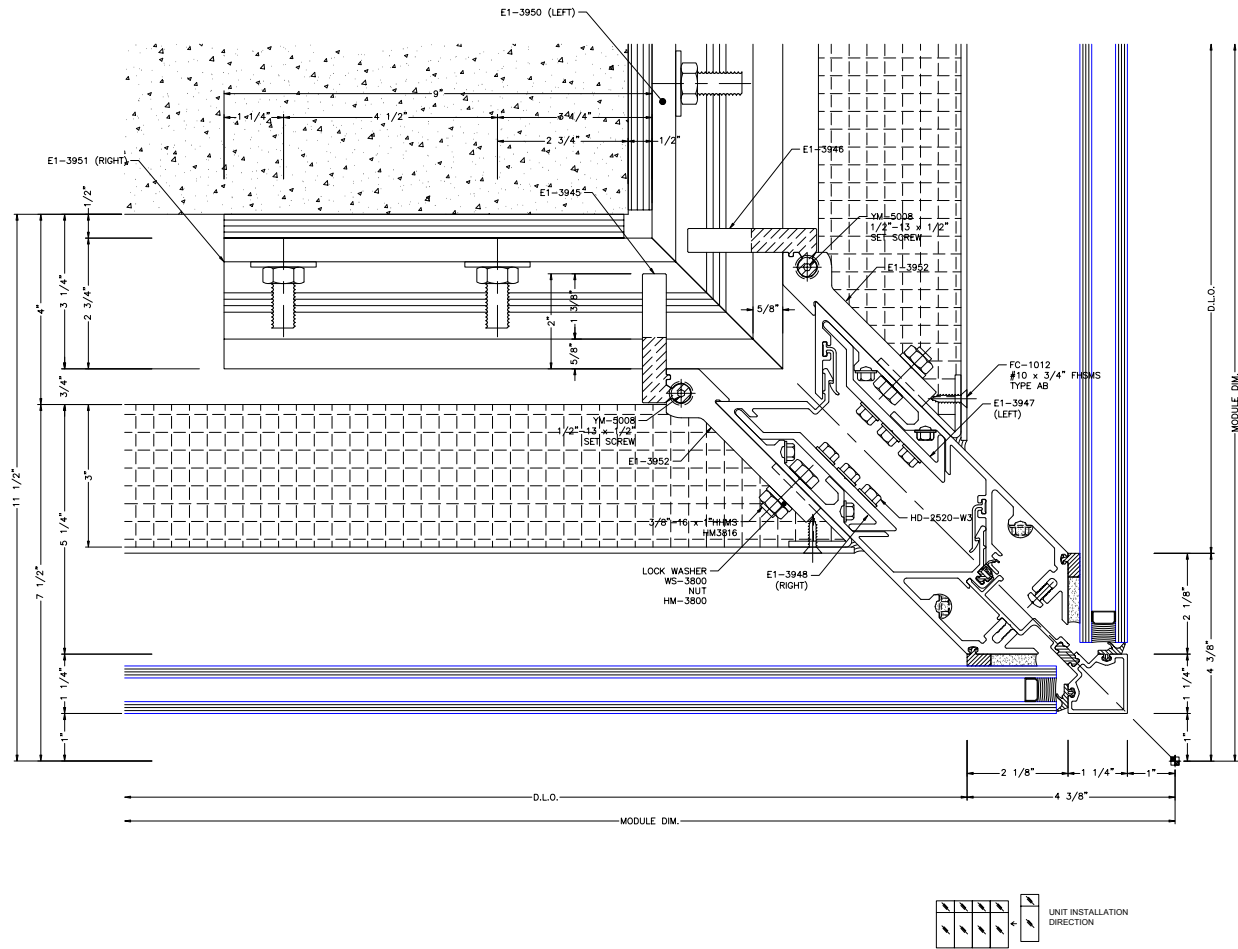 E1-3950 (LEFT)
9"
1 1/4"
4 1/2"
3 1/4"
2 3/4"
1/2"
E1-3951 (RIGHT)
E1-3946
E1-3945
1/2"
YM-5008
1/2"-13 x 1/2"
SET SCREW
E1-3952
D.L.O.
MODULE DIM.
4"
3 1/4"
2 3/4"
2"
1 3/8"
5/8"
5/8"
3/4"
FC-1012
#10 x 3/4" FHSMS
TYPE AB
E1-3947
(LEFT)
YM-5008
1/2"-13 x 1/2"
SET SCREW
E1-3952
11 1/2"
7 1/2"
5 1/4"
3"
3/8"-16 x 1"HHMS
HM3816
HD-2520-W3
LOCK WASHER
WS-3800
NUT
HM-3800
E1-3948
(RIGHT)
2 1/8"
4 3/8"
1 1/4"
1"
1 1/4"
1"
2 1/8"
1 1/4"
1"
D.L.O.
4 3/8"
MODULE DIM.
UNIT INSTALLATION
DIRECTION